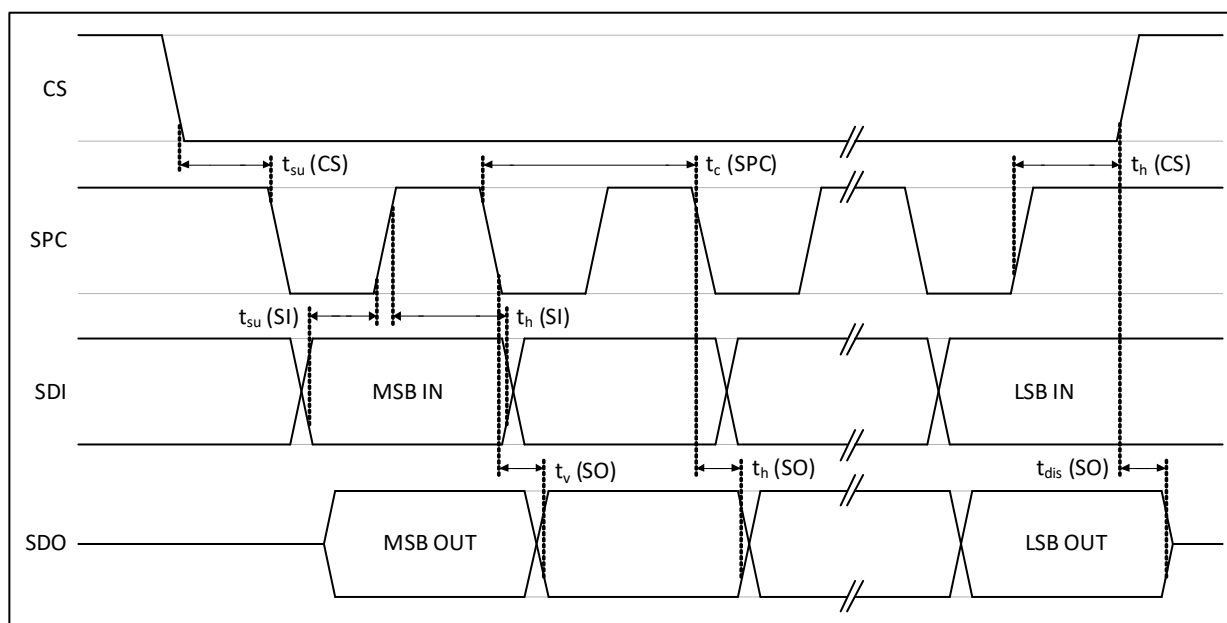 CS
t_su (CS)
t_c (SPC)
t_h (CS)
SPC
t_su (SI)
t_h (SI)
SDI
MSB IN
LSB IN
t_v (SO)
t_h (SO)
t_dis (SO)
SDO
MSB OUT
LSB OUT